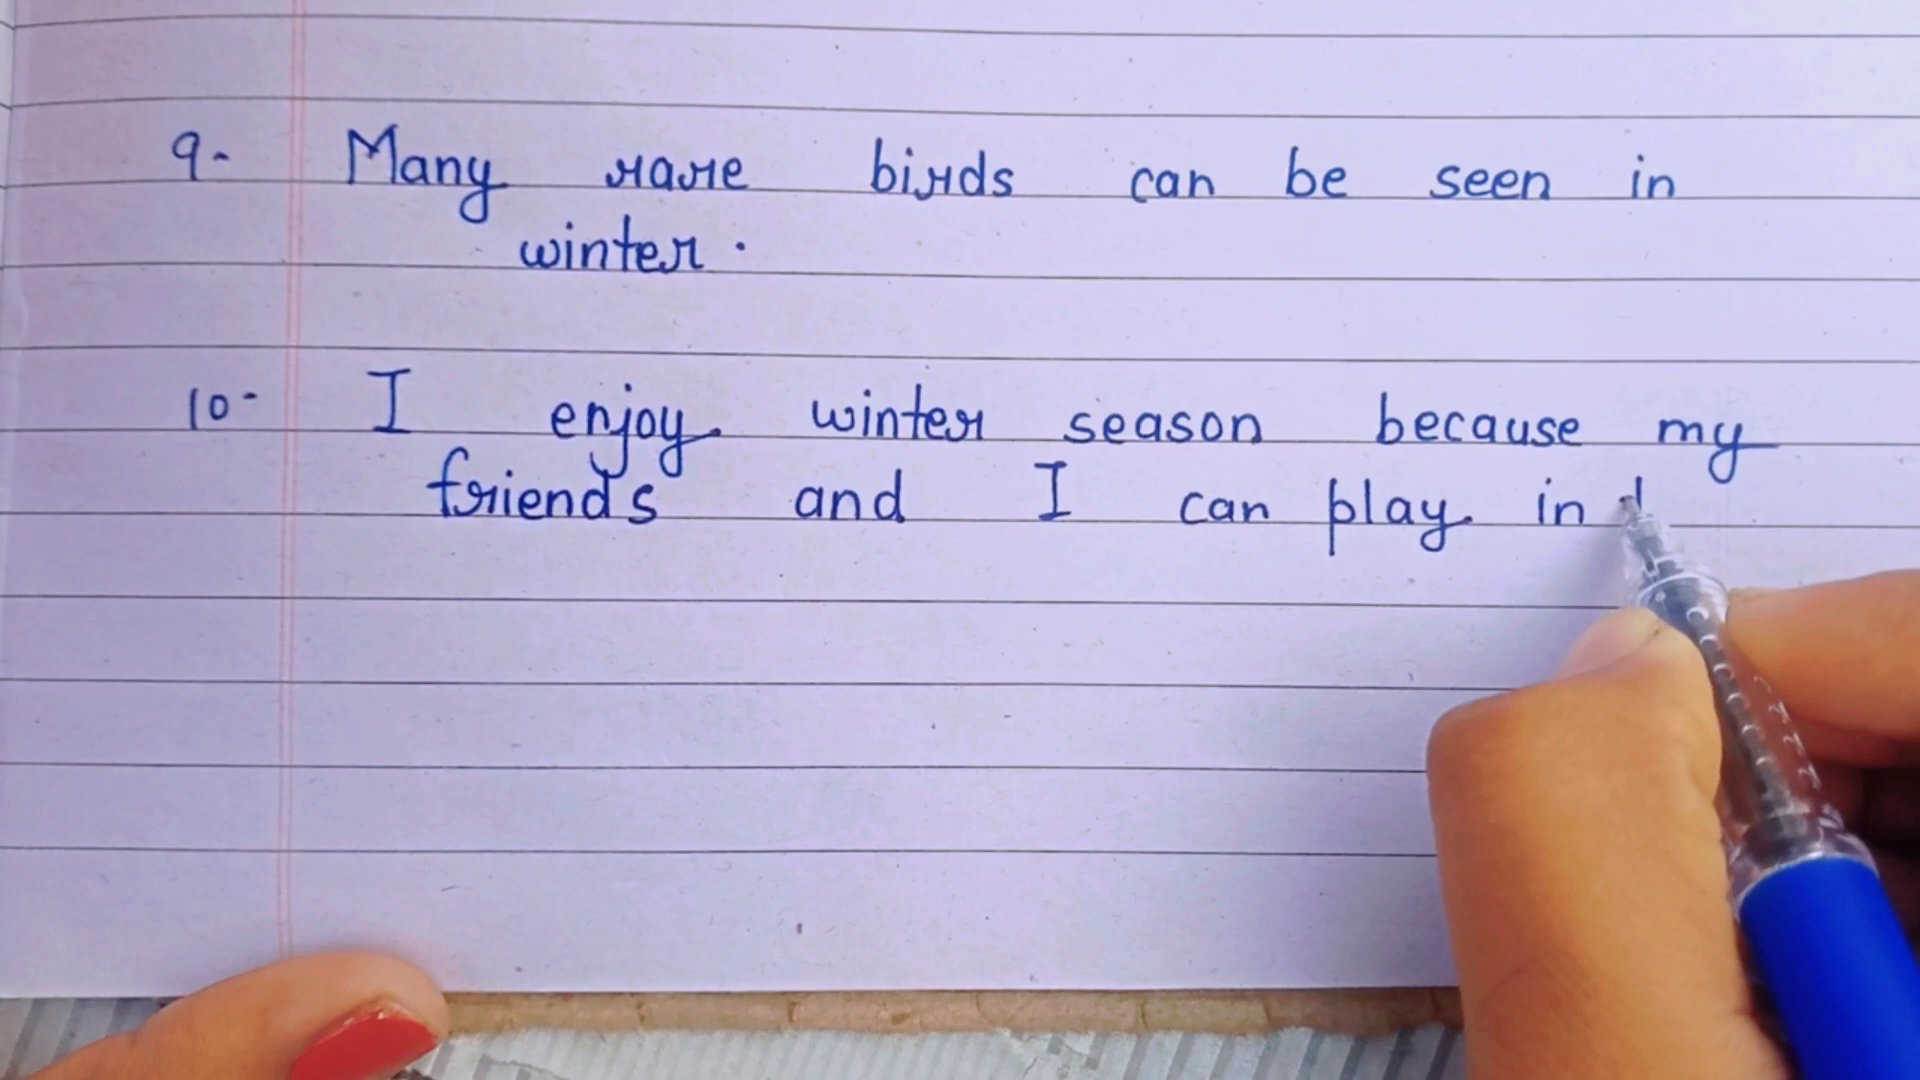 9- Many rare birds can be seen in
winter.
10- I enjoy winter season because my
friends and I can play in